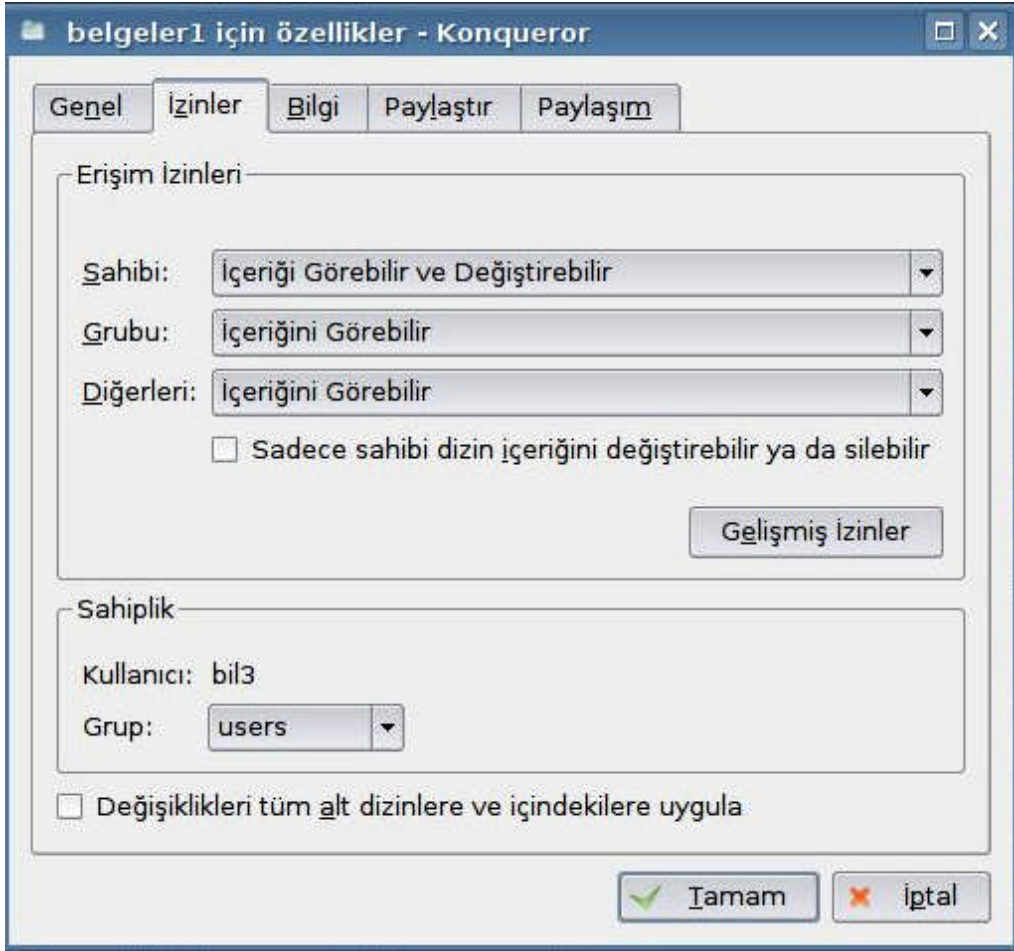 belgeler1 için özellikler - Konqueror
Genel İzinler Bilgi Paylaştır Paylaşım
Erişim İzinleri
Sahibi: İçeriği Görebilir ve Değiştirebilir
Grubu: İçeriğini Görebilir
Diğerleri: İçeriğini Görebilir
Sadece sahibi dizin içeriğini değiştirebilir ya da silebilir
Gelişmiş İzinler
Sahiplik
Kullanıcı: bil3
Grup: users
Değişiklikleri tüm alt dizinlere ve içindekilere uygula
Tamam İptal